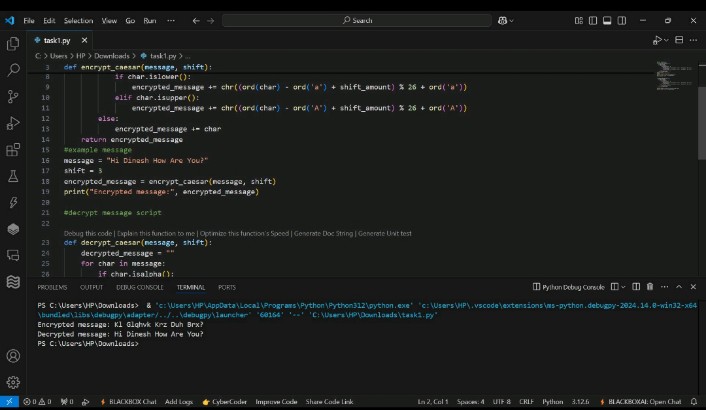 File Edit Selection View Go Run ··· Search
task1.py
C: > Users > HP > Downloads > task1.py > ...
3 def encrypt_caesar(message, shift):
8 if char.islower():
9 encrypted_message += chr((ord(char) - ord('a') + shift_amount) % 26 + ord('a'))
10 elif char.isupper():
11 encrypted_message += chr((ord(char) - ord('A') + shift_amount) % 26 + ord('A'))
12 else:
13 encrypted_message += char
14 return encrypted_message
15 #example message
16 message = "Hi Dinesh How Are You?"
17 shift = 3
18 encrypted_message = encrypt_caesar(message, shift)
19 print("Encrypted message:", encrypted_message)
20
21 #decrypt message script
22
Debug this code | Explain this function to me | Optimize this function's Speed | Generate Doc String | Generate Unit test
23 def decrypt_caesar(message, shift):
24 decrypted_message = ""
25 for char in message:
26 if char.isalpha():
PROBLEMS OUTPUT DEBUG CONSOLE TERMINAL PORTS Python Debug Console
PS C:\Users\HP\Downloads> & 'c:\Users\HP\AppData\Local\Programs\Python\Python312\python.exe' 'c:\Users\HP\.vscode\extensions\ms-python.debugpy-2024.14.0-win32-x64
\bundled\libs\debugpy\adapter/../..\debugpy\launcher' '60164' '--' 'C:\Users\HP\Downloads\task1.py'
Encrypted message: Kl Glqhvk Krz Duh Brx?
Decrypted message: Hi Dinesh How Are You?
PS C:\Users\HP\Downloads>
0 0 0 BLACKBOX Chat Add Logs CyberCoder Improve Code Share Code Link Ln 2, Col 1 Spaces: 4 UTF-8 CRLF Python 3.12.6 BLACKBOXAI: Open Chat